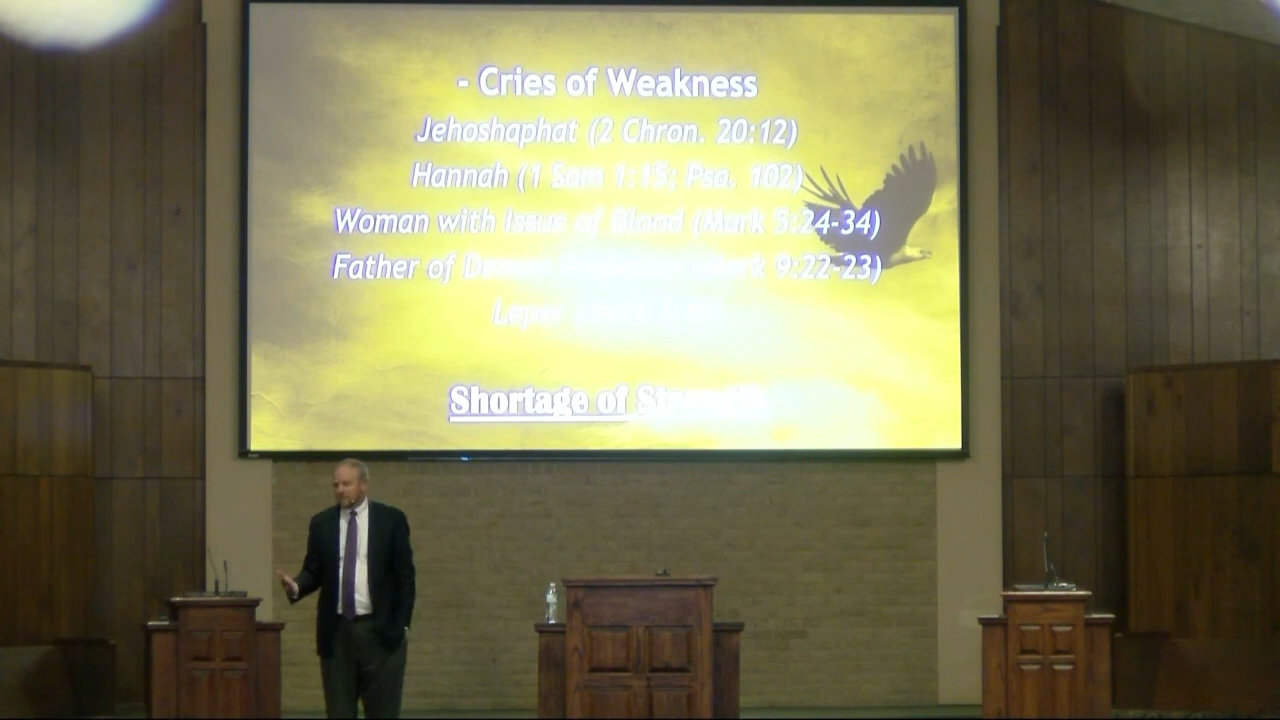 - Cries of Weakness
Jehoshaphat (2 Chron. 20:12)
Hannah (1 Sam 1:15; Psa. 102)
Woman with Issue of Blood (Mark 5:24-34)
Father of 9:22-23)
Shortage of